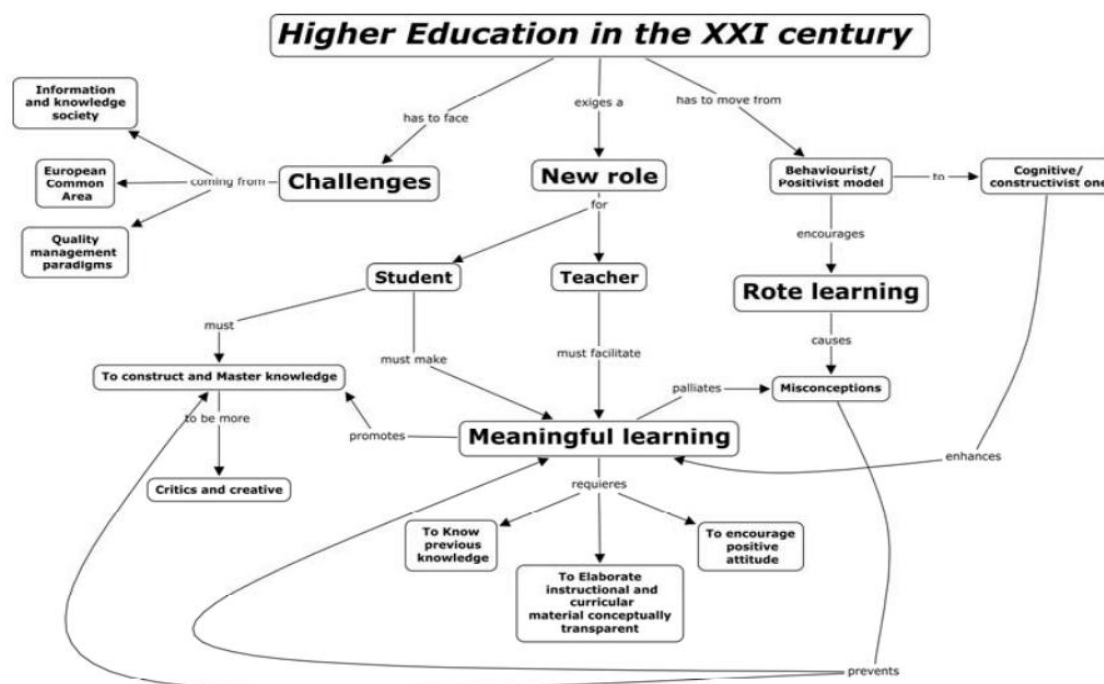 Higher Education in the XXI century
has to face
exiges a
has to move from
Information
and knowledge
society
European
Common
Area
Quality
management
paradigms
coming from
Challenges
New role
Behaviourist/
Positivist model
to
Cognitive/
constructivist one
for
encourages
Student
Teacher
Rote learning
must
must make
must facilitate
causes
To construct and Master knowledge
palliates
Misconceptions
to be more
promotes
Meaningful learning
enhances
Critics and creative
requieres
To Know
previous
knowledge
To Elaborate
instructional and
curricular
material conceptually
transparent
To encourage
positive
attitude
prevents